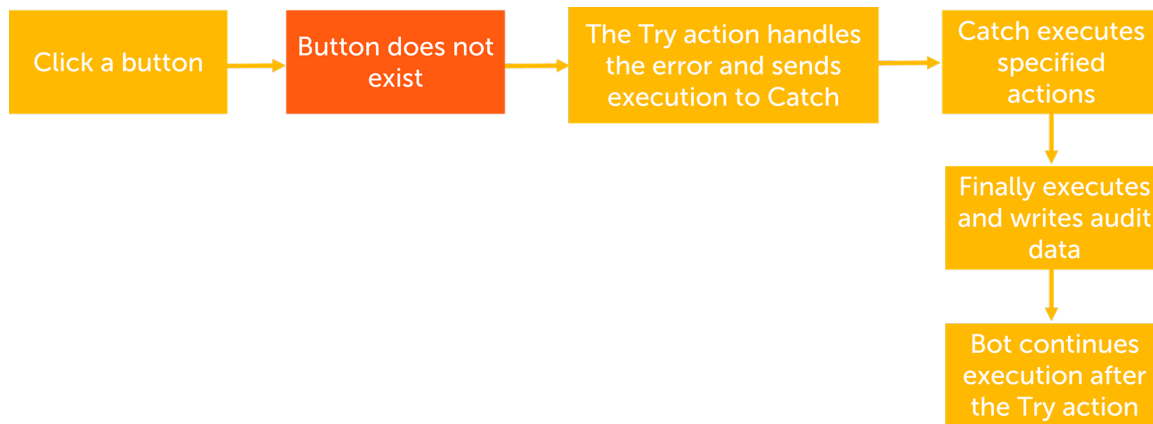 Click a button
Button does not
exist
The Try action handles
the error and sends
execution to Catch
Catch executes
specified
actions
Finally executes
and writes audit
data
Bot continues
execution after
the Try action